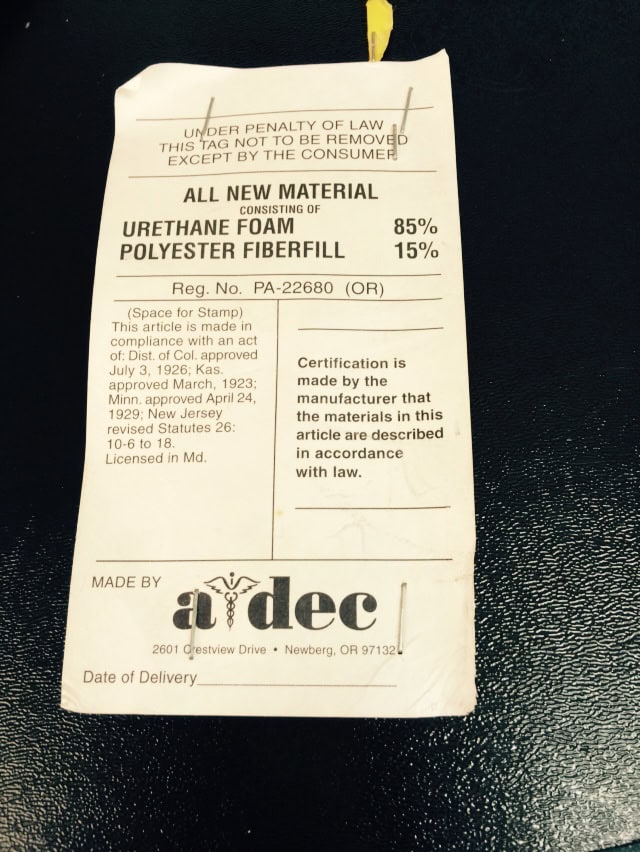 UNDER PENALTY OF LAW
THIS TAG NOT TO BE REMOVED
EXCEPT BY THE CONSUMER
ALL NEW MATERIAL
CONSISTING OF
URETHANE FOAM 85%
POLYESTER FIBERFILL 15%
Reg. No. PA-22680 (OR)
(Space for Stamp)
This article is made in
compliance with an act
of: Dist. of Col. approved
July 3, 1926; Kas.
approved March, 1923;
Minn. approved April 24,
1929; New Jersey
revised Statutes 26:
10-6 to 18.
Licensed in Md.
Certification is
made by the
manufacturer that
the materials in this
article are described
in accordance
with law.
MADE BY
a dec
2601 Crestview Drive • Newberg, OR 97132
Date of Delivery